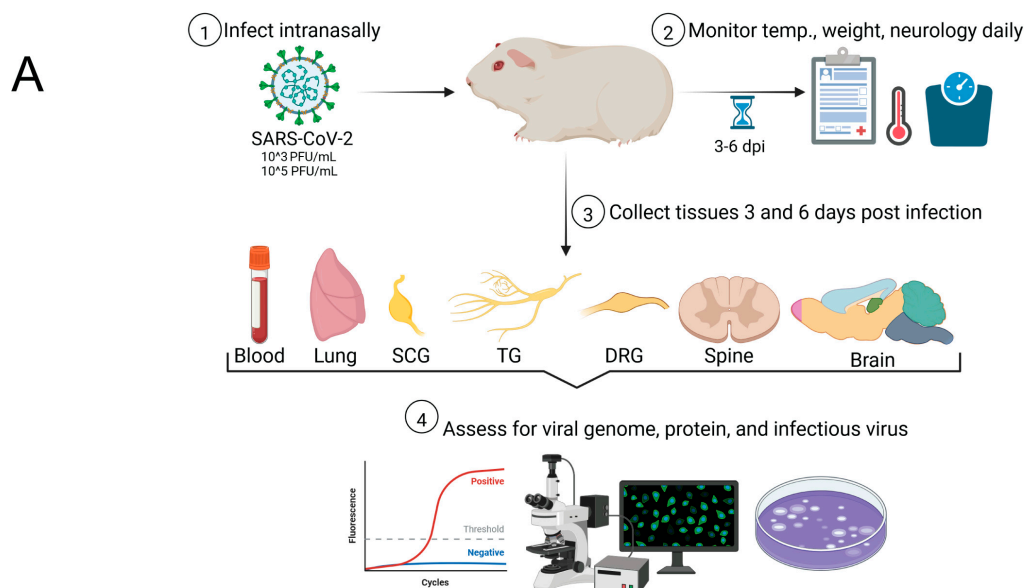 A
1 Infect intranasally
SARS-CoV-2
10^3 PFU/mL
10^5 PFU/mL
2 Monitor temp., weight, neurology daily
3-6 dpi
3 Collect tissues 3 and 6 days post infection
Blood Lung SCG TG DRG Spine Brain
4 Assess for viral genome, protein, and infectious virus
Fluorescence
Positive
Threshold
Negative
Cycles